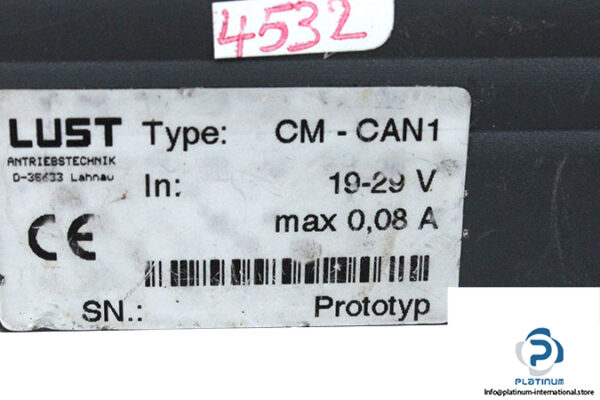 4532
LUST Type: CM - CAN1
ANTRIEBSTECHNIK
D-35633 Lahnau
In: 19-29 V
max 0,08 A
CE
SN.: Prototyp
PLATINUM
Info@platinum-international.store